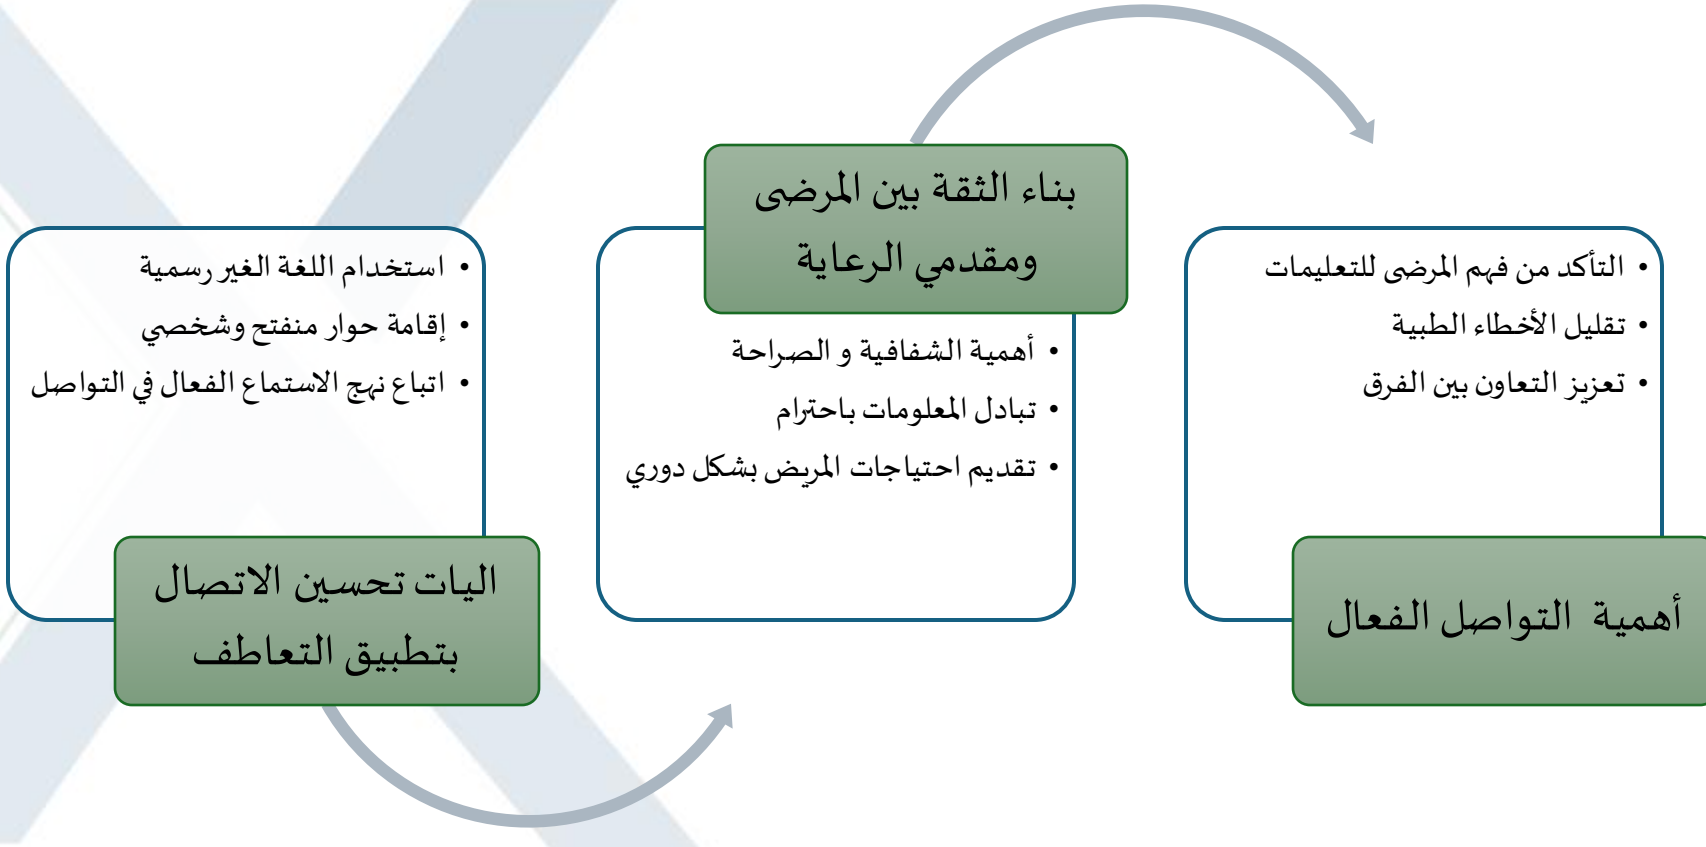 أهمية التواصل الفعال
• التأكد من فهم المرضى للتعليمات
• تقليل الأخطاء الطبية
• تعزيز التعاون بين الفرق
بناء الثقة بين المرضى
ومقدمي الرعاية
• أهمية الشفافية و الصراحة
• تبادل المعلومات باحترام
• تقديم احتياجات المريض بشكل دوري
اليات تحسين الاتصال
بتطبيق التعاطف
• استخدام اللغة الغير رسمية
• إقامة حوار منفتح وشخصي
• اتباع نهج الاستماع الفعال في التواصل